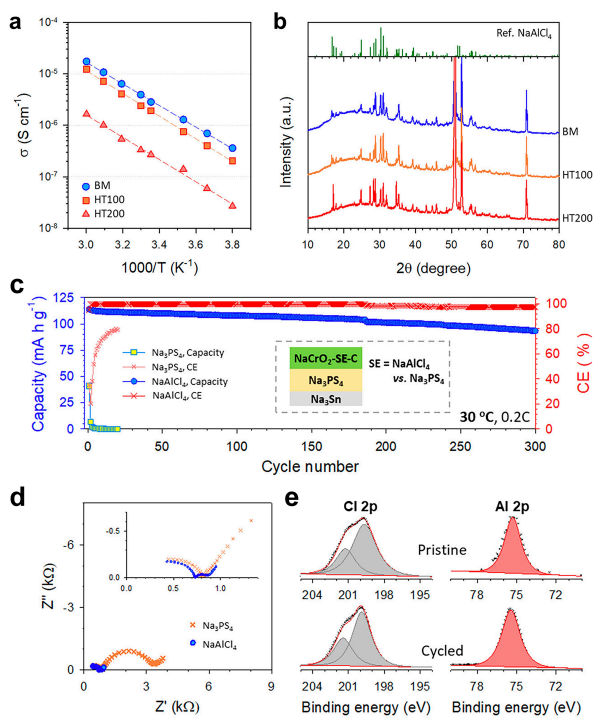 a
σ (S cm⁻¹)
10⁻⁴
10⁻⁵
10⁻⁶
10⁻⁷
10⁻⁸
BM
HT100
HT200
3.0 3.2 3.4 3.6 3.8
1000/T (K⁻¹)
b
Intensity (a.u.)
Ref. NaAlCl₄
BM
HT100
HT200
10 20 30 40 50 60 70 80
2θ (degree)
c
Capacity (mA h g⁻¹)
125
100
75
50
25
0
Na₃PS₄, Capacity
Na₃PS₄, CE
NaAlCl₄, Capacity
NaAlCl₄, CE
NaCrO₂-SE-C
Na₃PS₄
Na₃Sn
SE = NaAlCl₄
vs. Na₃PS₄
30 ºC, 0.2C
100
80
60
40
20
0
CE ( % )
0 50 100 150 200 250 300
Cycle number
d
Z'' (kΩ)
-6
-3
0
-0.5
0.0
0.5 1.0
Na₃PS₄
NaAlCl₄
0 3 6 9
Z' (kΩ)
e
Cl 2p Al 2p
Pristine
204 201 198 195 78 75 72
Cycled
204 201 198 195 78 75 72
Binding energy (eV) Binding energy (eV)